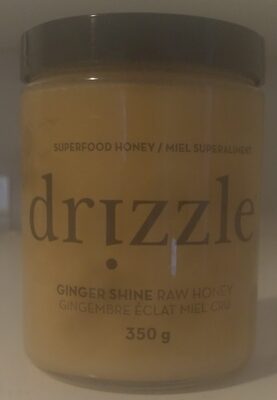 SUPERFOOD HONEY / MIEL SUPERALIMENT
drizzle
GINGER SHINE RAW HONEY
GINGEMBRE ÉCLAT MIEL CRU
350 g